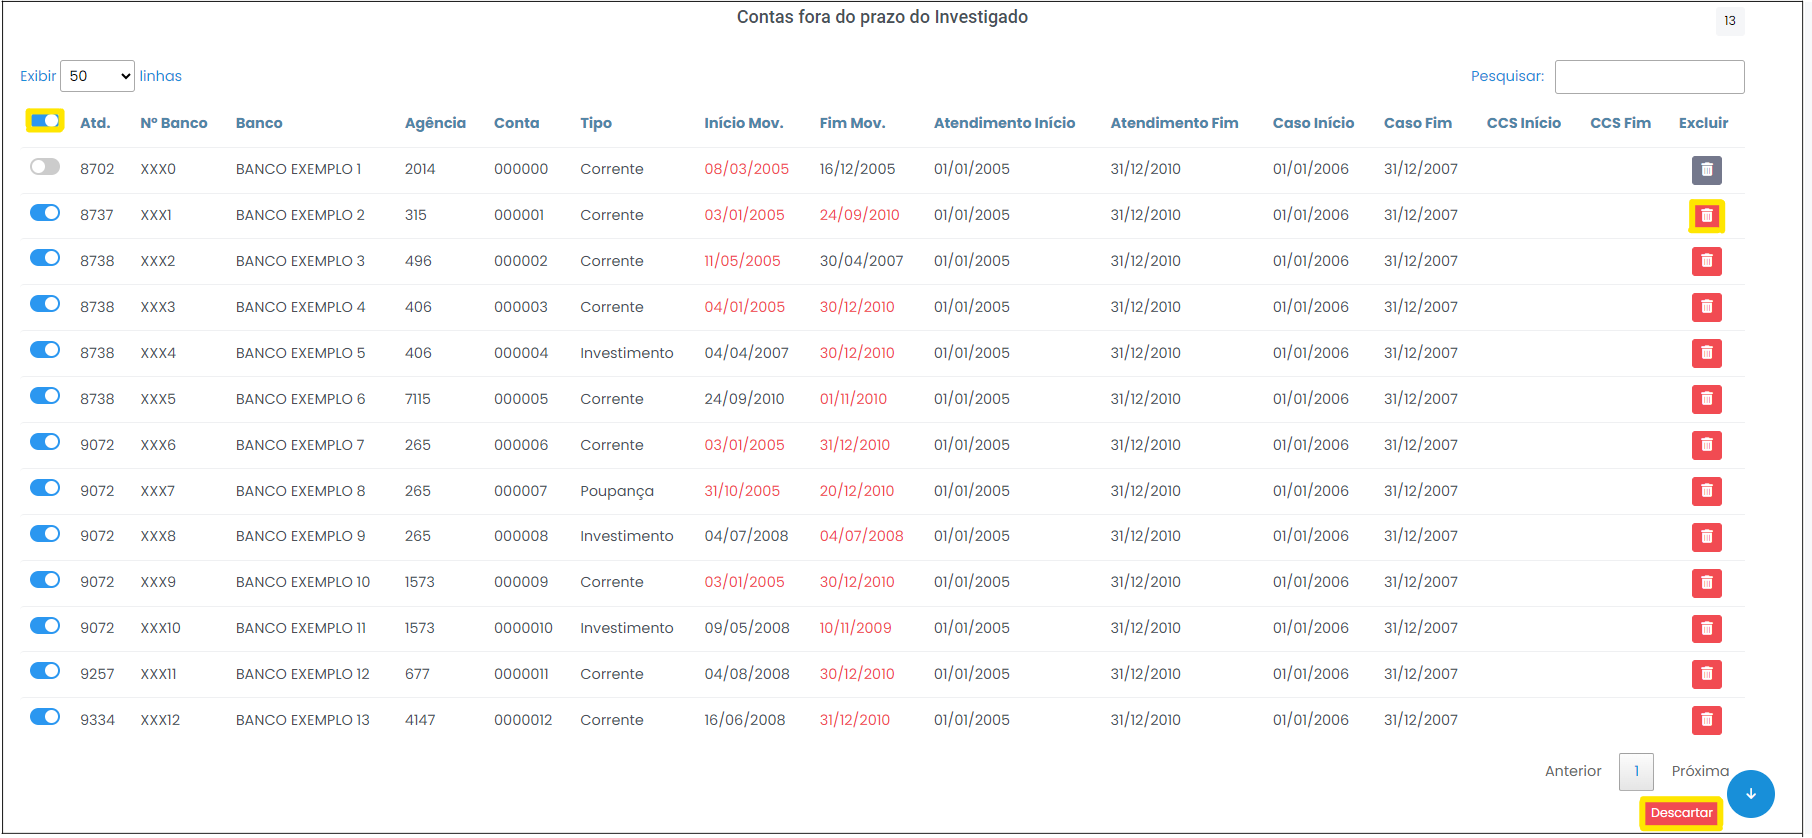 Contas fora do prazo do Investigado
13
Exibir 50 linhas Pesquisar:
Atd. Nº Banco Banco Agência Conta Tipo Início Mov. Fim Mov. Atendimento Início Atendimento Fim Caso Início Caso Fim CCS Início CCS Fim Excluir
8702 XXX0 BANCO EXEMPLO 1 2014 000000 Corrente 08/03/2005 16/12/2005 01/01/2005 31/12/2010 01/01/2006 31/12/2007
8737 XXX1 BANCO EXEMPLO 2 315 000001 Corrente 03/01/2005 24/09/2010 01/01/2005 31/12/2010 01/01/2006 31/12/2007
8738 XXX2 BANCO EXEMPLO 3 496 000002 Corrente 11/05/2005 30/04/2007 01/01/2005 31/12/2010 01/01/2006 31/12/2007
8738 XXX3 BANCO EXEMPLO 4 406 000003 Corrente 04/01/2005 30/12/2010 01/01/2005 31/12/2010 01/01/2006 31/12/2007
8738 XXX4 BANCO EXEMPLO 5 406 000004 Investimento 04/04/2007 30/12/2010 01/01/2005 31/12/2010 01/01/2006 31/12/2007
8738 XXX5 BANCO EXEMPLO 6 7115 000005 Corrente 24/09/2010 01/11/2010 01/01/2005 31/12/2010 01/01/2006 31/12/2007
9072 XXX6 BANCO EXEMPLO 7 265 000006 Corrente 03/01/2005 31/12/2010 01/01/2005 31/12/2010 01/01/2006 31/12/2007
9072 XXX7 BANCO EXEMPLO 8 265 000007 Poupança 31/10/2005 20/12/2010 01/01/2005 31/12/2010 01/01/2006 31/12/2007
9072 XXX8 BANCO EXEMPLO 9 265 000008 Investimento 04/07/2008 04/07/2008 01/01/2005 31/12/2010 01/01/2006 31/12/2007
9072 XXX9 BANCO EXEMPLO 10 1573 000009 Corrente 03/01/2005 30/12/2010 01/01/2005 31/12/2010 01/01/2006 31/12/2007
9072 XXX10 BANCO EXEMPLO 11 1573 0000010 Investimento 09/05/2008 10/11/2009 01/01/2005 31/12/2010 01/01/2006 31/12/2007
9257 XXX11 BANCO EXEMPLO 12 677 0000011 Corrente 04/08/2008 30/12/2010 01/01/2005 31/12/2010 01/01/2006 31/12/2007
9334 XXX12 BANCO EXEMPLO 13 4147 0000012 Corrente 16/06/2008 31/12/2010 01/01/2005 31/12/2010 01/01/2006 31/12/2007
Anterior 1 Próxima
Descartar